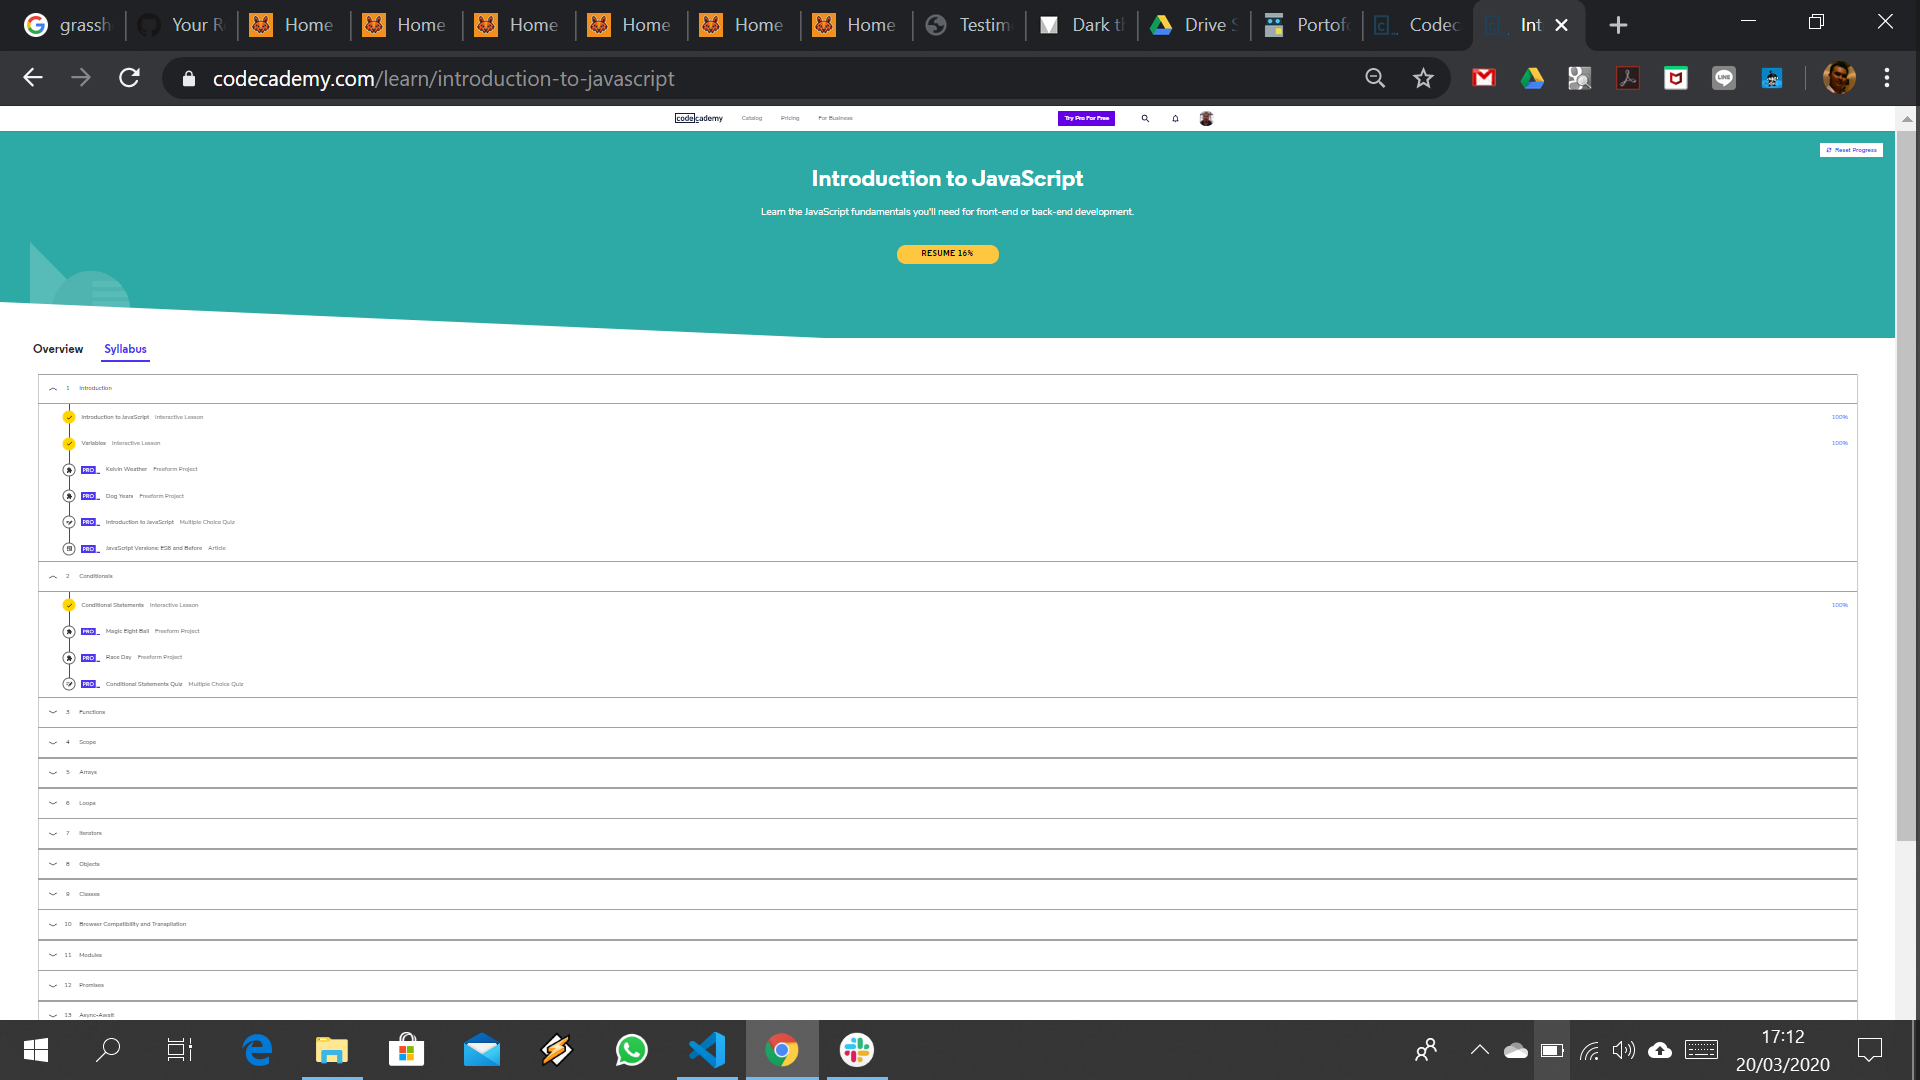 grassh Your R Home Home Home Home Home Home Testim Dark th Drive S Portofo Codec Int
codecademy.com/learn/introduction-to-javascript
codecademy Catalog Pricing For Business Try Pro For Free
Reset Progress
Introduction to JavaScript
Learn the JavaScript fundamentals you'll need for front-end or back-end development.
RESUME 16%
Overview Syllabus
1 Introduction
Introduction to JavaScript Interactive Lesson 100%
Variables Interactive Lesson 100%
PRO Kelvin Weather Freeform Project
PRO Dog Years Freeform Project
PRO Introduction to JavaScript Multiple Choice Quiz
PRO JavaScript Versions: ES6 and Before Article
2 Conditionals
Conditional Statements Interactive Lesson 100%
PRO Magic Eight Ball Freeform Project
PRO Race Day Freeform Project
PRO Conditional Statements Quiz Multiple Choice Quiz
3 Functions
4 Scope
5 Arrays
6 Loops
7 Iterators
8 Objects
9 Classes
10 Browser Compatibility and Transpilation
11 Modules
12 Promises
13 Async-Await
17:12
20/03/2020